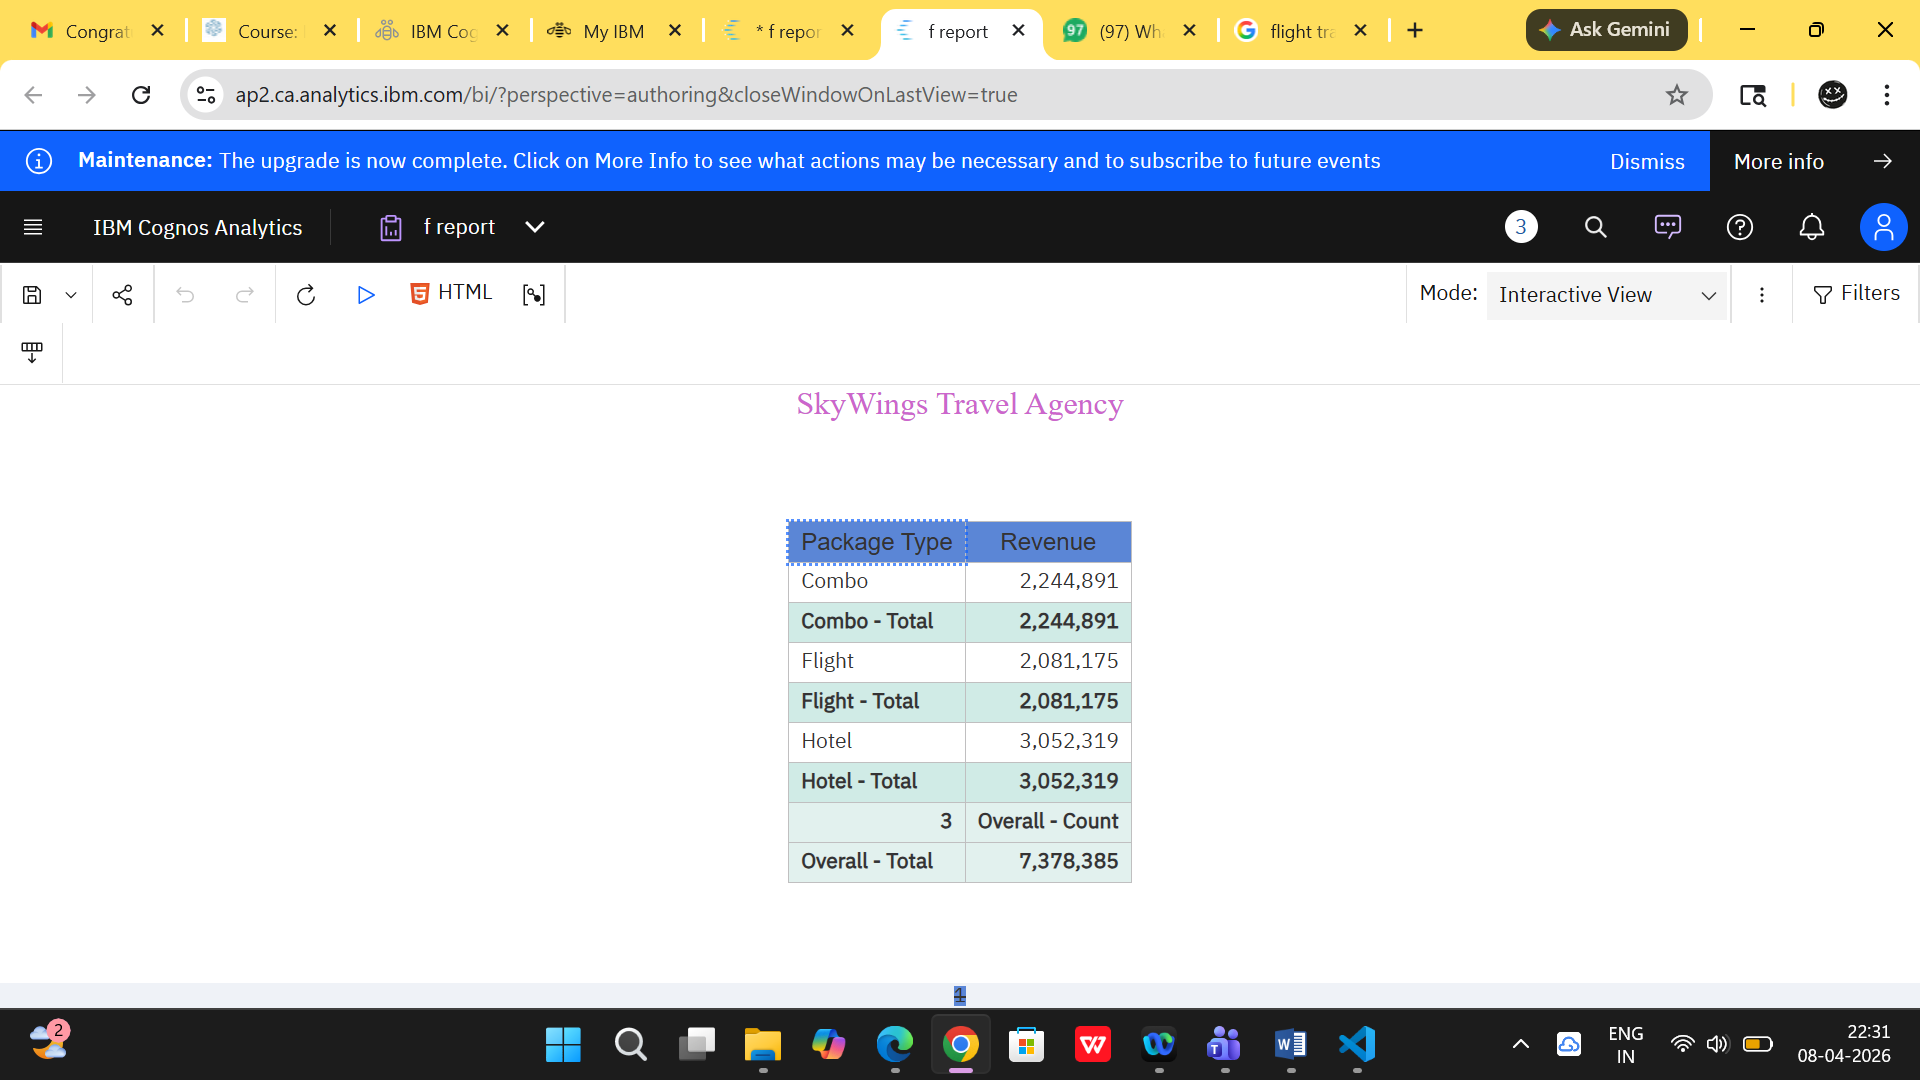 Congrat
Course:
IBM Cog
My IBM
* f repor
f report
97
(97) Wh
flight tra
Ask Gemini
ap2.ca.analytics.ibm.com/bi/?perspective=authoring&closeWindowOnLastView=true
Maintenance: The upgrade is now complete. Click on More Info to see what actions may be necessary and to subscribe to future events
Dismiss
More info
IBM Cognos Analytics
f report
3
HTML
Mode:
Interactive View
Filters
SkyWings Travel Agency
Package Type Revenue
Combo 2,244,891
Combo - Total 2,244,891
Flight 2,081,175
Flight - Total 2,081,175
Hotel 3,052,319
Hotel - Total 3,052,319
3 Overall - Count
Overall - Total 7,378,385
1
2
ENG
IN
22:31
08-04-2026